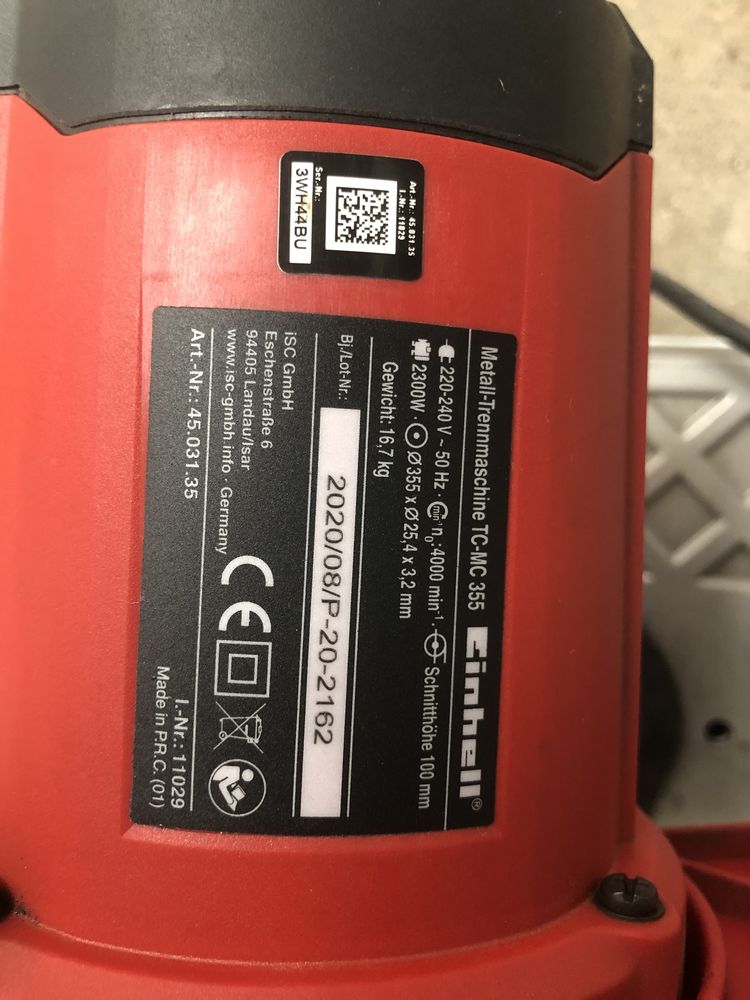 Art.-Nr.: 45.031.35
I.-Nr.: 11029
Ser.-Nr.:
3WH44BU
Metall-Trennmaschine TC-MC 355 Einhell®
220-240 V ~ 50 Hz · min⁻¹ n₀:4000 min⁻¹ · Schnitthöhe 100 mm
2300W · Ø355 x Ø25,4 x 3,2 mm
Gewicht: 16,7 kg
Bj./Lot-Nr.: 2020/08/P-20-2162
iSC GmbH
Eschenstraße 6
94405 Landau/Isar
www.isc-gmbh.info · Germany
CE
Art.-Nr.: 45.031.35 I.-Nr.: 11029
Made in P.R.C. (01)